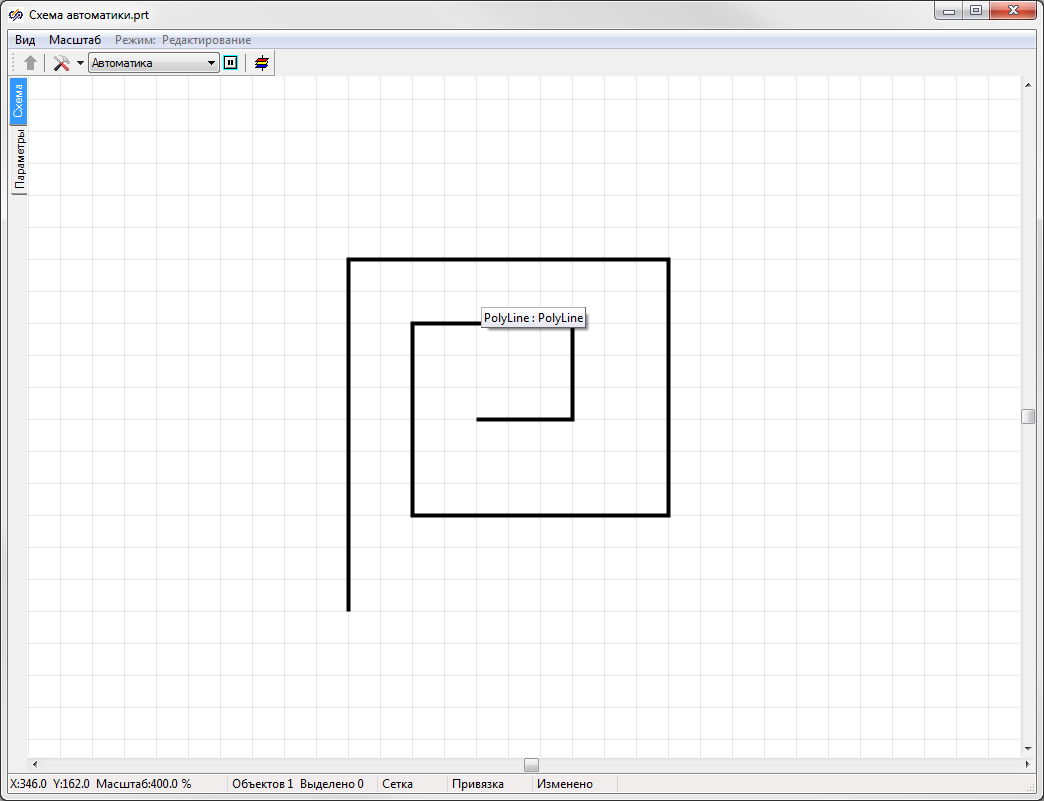 Схема автоматики.prt
Вид Масштаб Режим: Редактирование
Автоматика
Схема
Параметры
PolyLine : PolyLine
X:346.0 Y:162.0 Масштаб:400.0 % Объектов 1 Выделено 0 Сетка Привязка Изменено